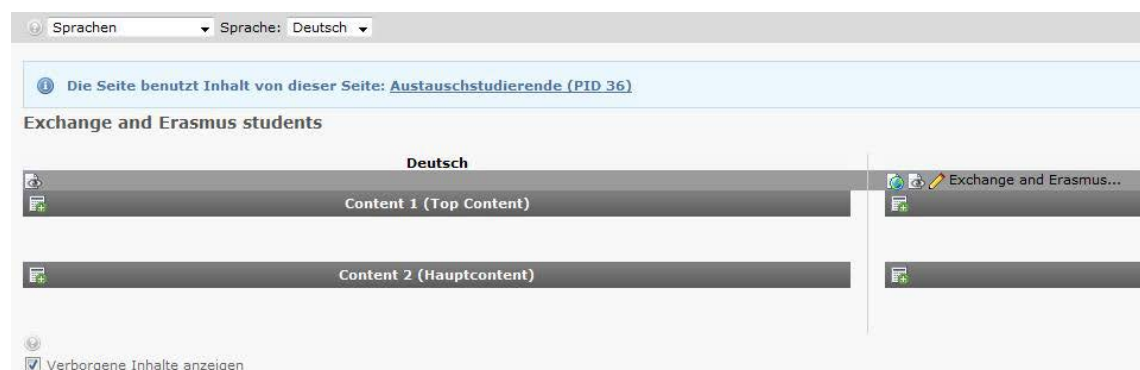 Sprachen Sprache: Deutsch
Die Seite benutzt Inhalt von dieser Seite: Austauschstudierende (PID 36)
Exchange and Erasmus students
Deutsch
Exchange and Erasmus...
Content 1 (Top Content)
Content 2 (Hauptcontent)
Verborgene Inhalte anzeigen